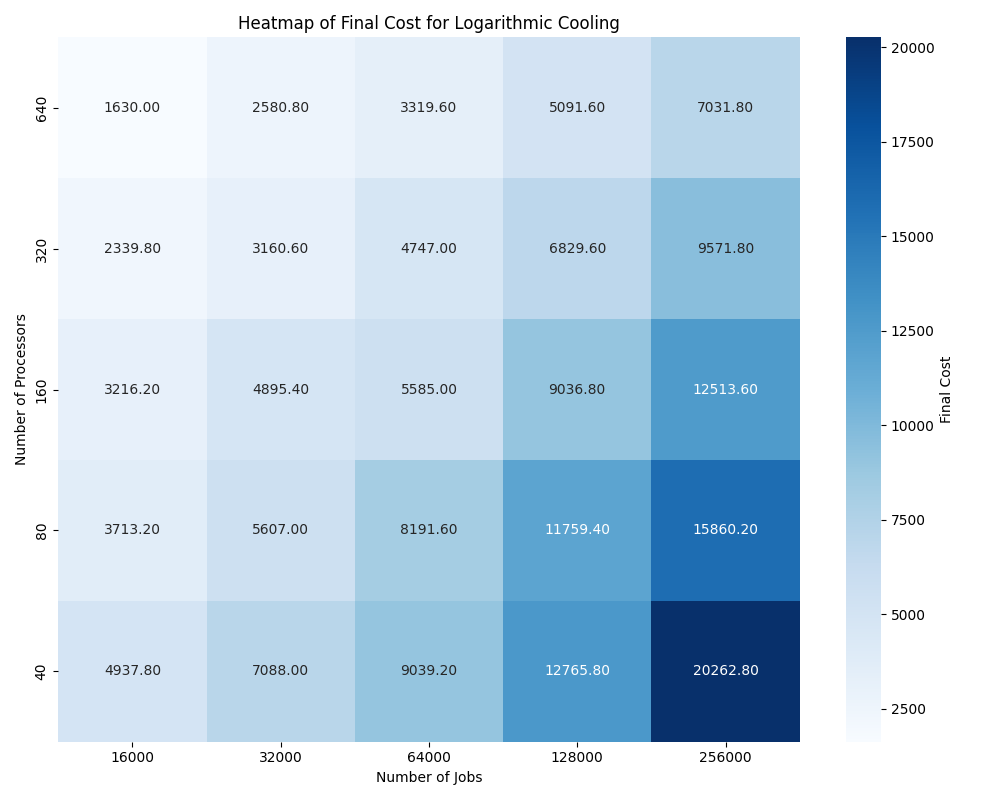 Heatmap of Final Cost for Logarithmic Cooling
640 1630.00 2580.80 3319.60 5091.60 7031.80
320 2339.80 3160.60 4747.00 6829.60 9571.80
160 3216.20 4895.40 5585.00 9036.80 12513.60
80 3713.20 5607.00 8191.60 11759.40 15860.20
40 4937.80 7088.00 9039.20 12765.80 20262.80
16000 32000 64000 128000 256000
Number of Jobs
Number of Processors
20000
17500
15000
12500
10000
7500
5000
2500
Final Cost